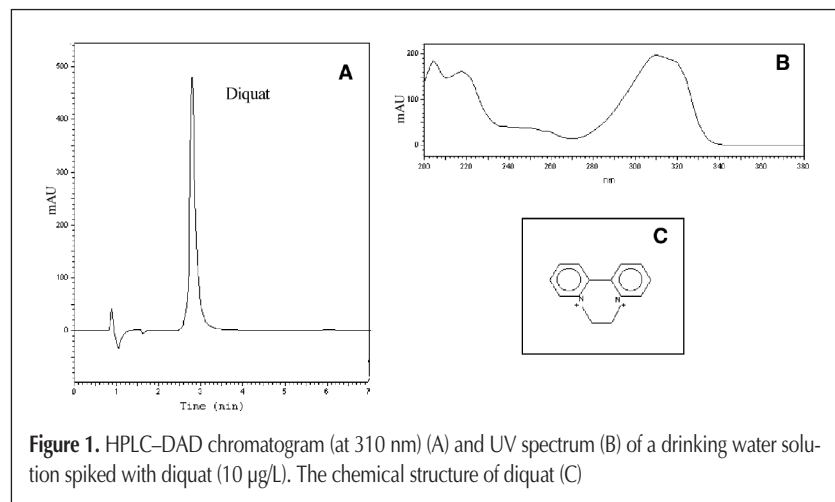 A
Diquat
500
400
300
200
100
0
mAU
0 1 2 3 4 5 6 7
Time (min)
B
200
100
0
mAU
200 220 240 260 280 300 320 340 360 380
nm
C
N N
+ +
Figure 1. HPLC–DAD chromatogram (at 310 nm) (A) and UV spectrum (B) of a drinking water solu-
tion spiked with diquat (10 µg/L). The chemical structure of diquat (C)